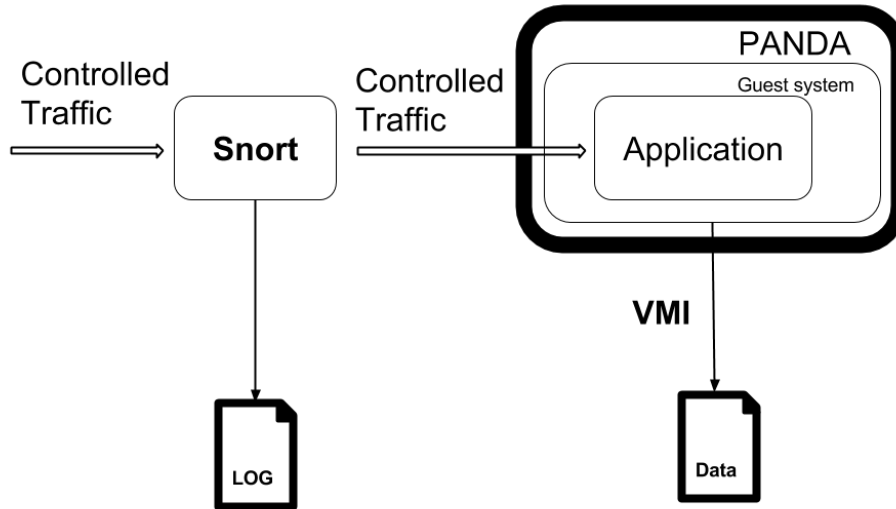 Controlled
Traffic
Snort
Controlled
Traffic
PANDA
Guest system
Application
VMI
LOG
Data